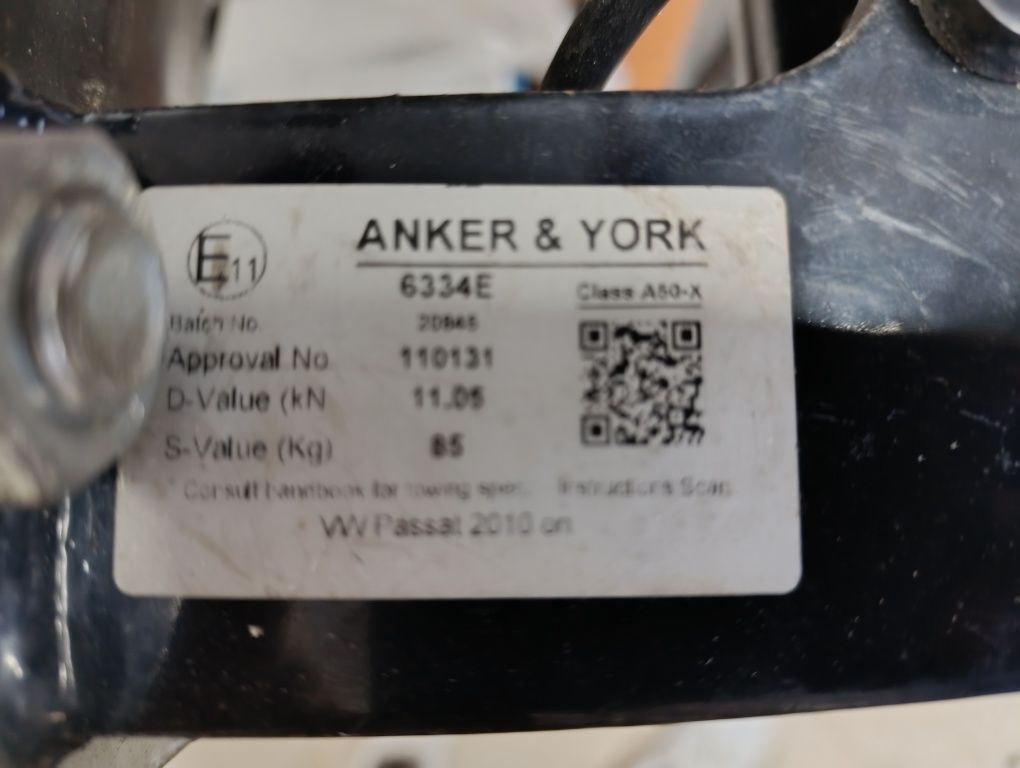 E 11
ANKER & YORK
6334E
Class A50-X
Batch No. 20845
Approval No 110131
D-Value (kN 11.05
S-Value (Kg) 85
* Consult handbook for towing spec. Instructions Scan
VW Passat 2010 on